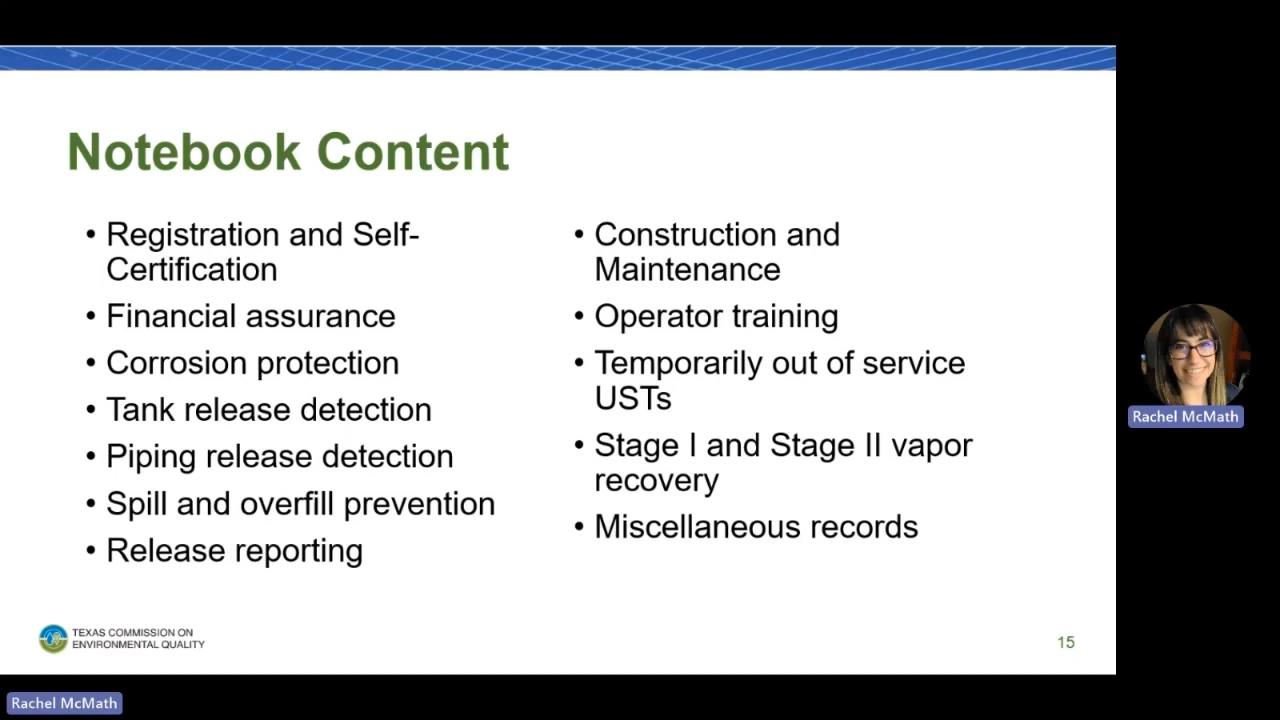 Notebook Content
• Registration and Self-
Certification
• Financial assurance
• Corrosion protection
• Tank release detection
• Piping release detection
• Spill and overfill prevention
• Release reporting
• Construction and
Maintenance
• Operator training
• Temporarily out of service
USTs
• Stage I and Stage II vapor
recovery
• Miscellaneous records
TEXAS COMMISSION ON
ENVIRONMENTAL QUALITY
15
Rachel McMath
Rachel McMath